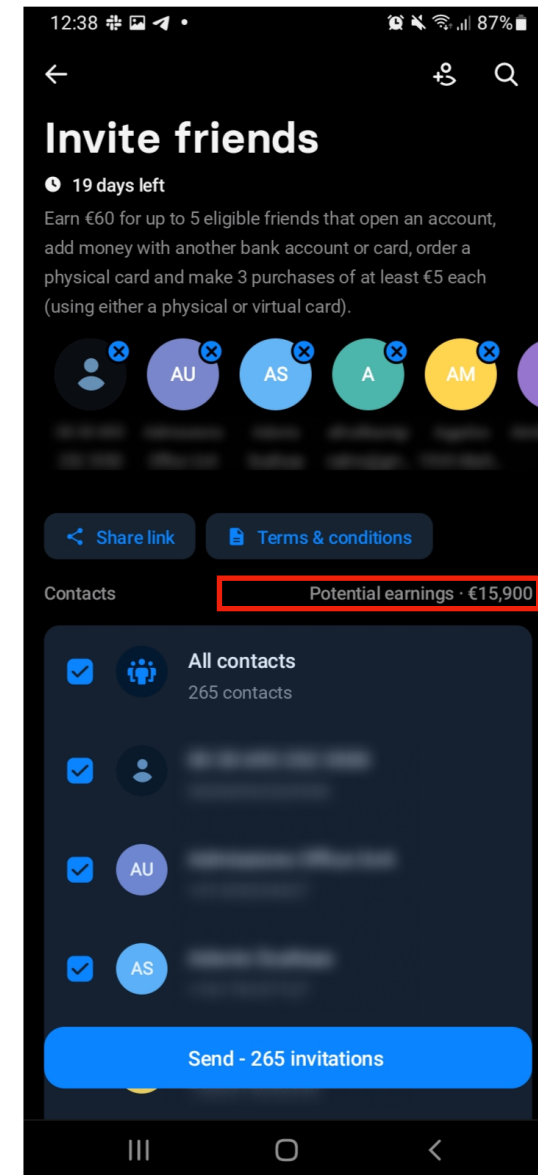 12:38
87%
Invite friends
19 days left
Earn €60 for up to 5 eligible friends that open an account,
add money with another bank account or card, order a
physical card and make 3 purchases of at least €5 each
(using either a physical or virtual card).
AU AS A AM
Share link Terms & conditions
Contacts Potential earnings · €15,900
All contacts
265 contacts
AU
AS
Send - 265 invitations